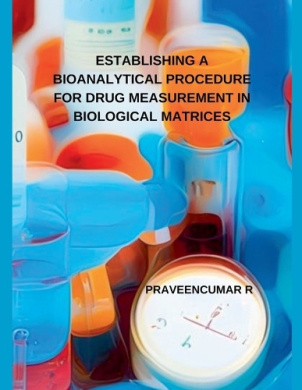 ESTABLISHING A
BIOANALYTICAL PROCEDURE
FOR DRUG MEASUREMENT IN
BIOLOGICAL MATRICES
PRAVEENCUMAR R